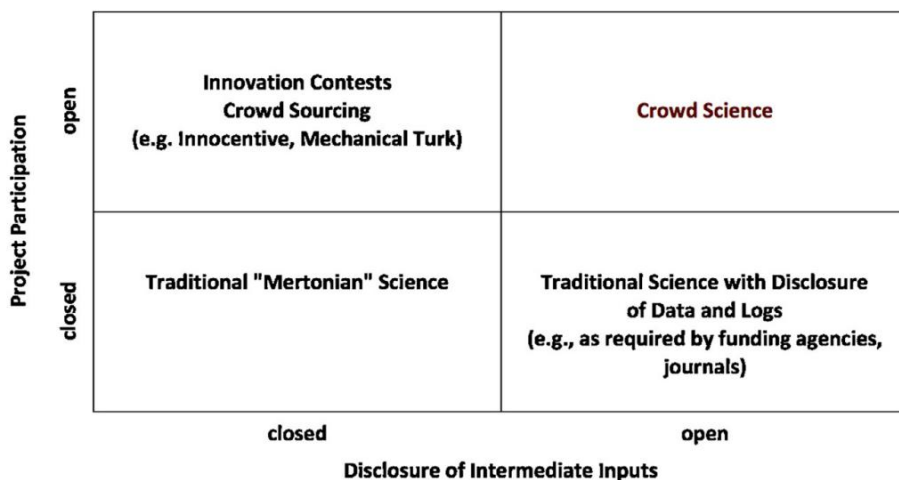 Project Participation
open
closed
Innovation Contests
Crowd Sourcing
(e.g. Innocentive, Mechanical Turk)
Crowd Science
Traditional "Mertonian" Science
Traditional Science with Disclosure
of Data and Logs
(e.g., as required by funding agencies,
journals)
closed
open
Disclosure of Intermediate Inputs